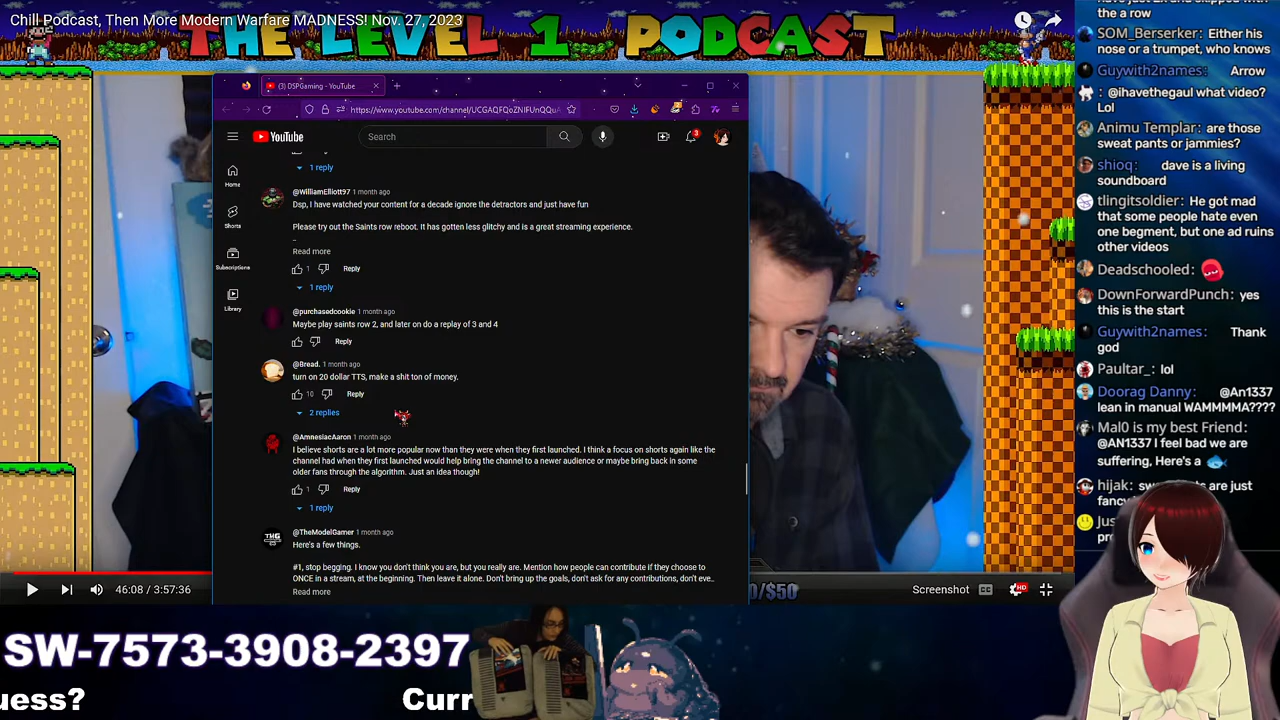 Chill Podcast, Then More Modern Warfare MADNESS! Nov. 27, 2023
THE LEVEL 1 PODCAST
(3) DSPGaming - YouTube
https://www.youtube.com/channel/
YouTube
Search
3
Home
Shorts
Subscriptions
Library
1 reply
@WilliamElliott97 1 month ago
Dsp, I have watched your content for a decade ignore the detractors and just have fun
Please try out the Saints row reboot. It has gotten less glitchy and is a great streaming experience.
Read more
1 Reply
1 reply
@purchasedcookie 1 month ago
Maybe play saints row 2, and later on do a replay of 3 and 4
Reply
@Bread. 1 month ago
turn on 20 dollar TTS, make a shit ton of money.
10 Reply
2 replies
@AmnesiacAaron 1 month ago
I believe shorts are a lot more popular now than they were when they first launched. I think a focus on shorts again like the
channel had when they first launched would help bring the channel to a newer audience or maybe bring back in some
older fans through the algorithm. Just an idea though!
1 Reply
1 reply
@TheModelGamer 1 month ago
Here's a few things.
#1, stop begging. I know you don't think you are, but you really are. Mention how people can contribute if they choose to
ONCE in a stream, at the beginning. Then leave it alone. Don't bring up the goals, don't ask for any contributions, don't eve..
Read more
46:08 / 3:57:36
0/$50
Screenshot
CC
HD
the a row
SOM_Berserker: Either his
nose or a trumpet, who knows
Guywith2names: Arrow
@ihavethegaul what video?
Lol
Animu Templar: are those
sweat pants or jammies?
shioq: dave is a living
soundboard
tlingitsoldier: He got mad
that some people hate even
one begment, but one ad ruins
other videos
Deadschooled:
DownForwardPunch: yes
this is the start
Guywith2names: Thank
god
Paultar_: lol
Doorag Danny: @An1337
lean in manual WAMMMMA????
Mal0 is my best Friend:
@AN1337 I feel bad we are
suffering, Here's a
hijak:
are just
SW-7573-3908-2397
uess?
Curr